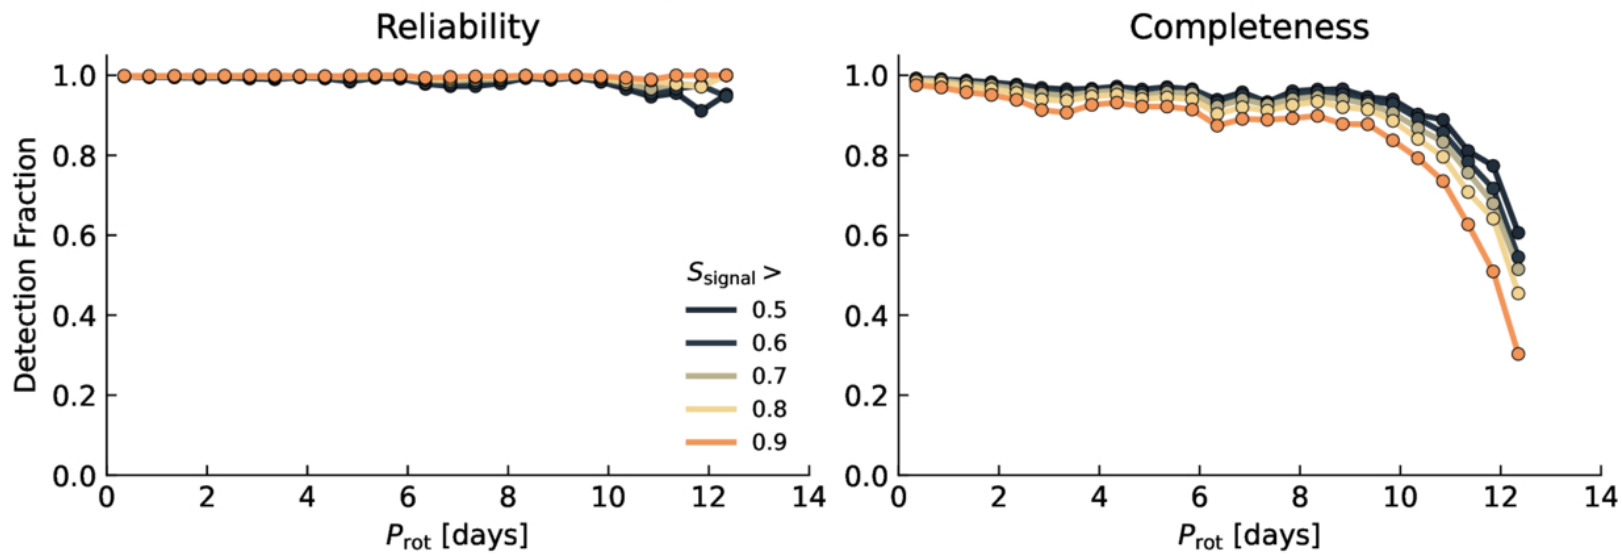 Reliability
Completeness
Detection Fraction
1.0
0.8
0.6
0.4
0.2
0.0
0 2 4 6 8 10 12 14
P_rot [days]
S_signal >
0.5
0.6
0.7
0.8
0.9
1.0
0.8
0.6
0.4
0.2
0.0
0 2 4 6 8 10 12 14
P_rot [days]